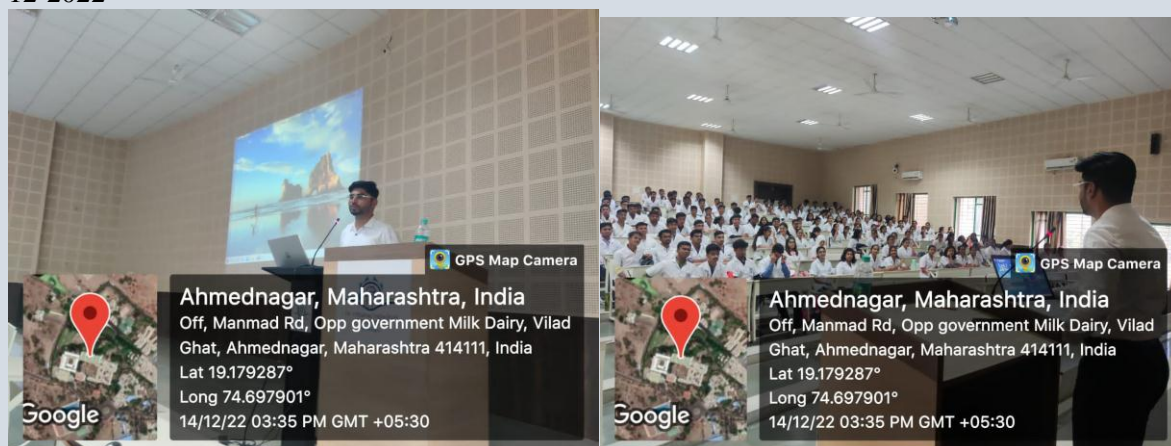 12-2022
GPS Map Camera
Ahmednagar, Maharashtra, India
Off, Manmad Rd, Opp government Milk Dairy, Vilad
Ghat, Ahmednagar, Maharashtra 414111, India
Lat 19.179287°
Long 74.697901°
14/12/22 03:35 PM GMT +05:30
Google
GPS Map Camera
Ahmednagar, Maharashtra, India
Off, Manmad Rd, Opp government Milk Dairy, Vilad
Ghat, Ahmednagar, Maharashtra 414111, India
Lat 19.179287°
Long 74.697901°
14/12/22 03:35 PM GMT +05:30
Google